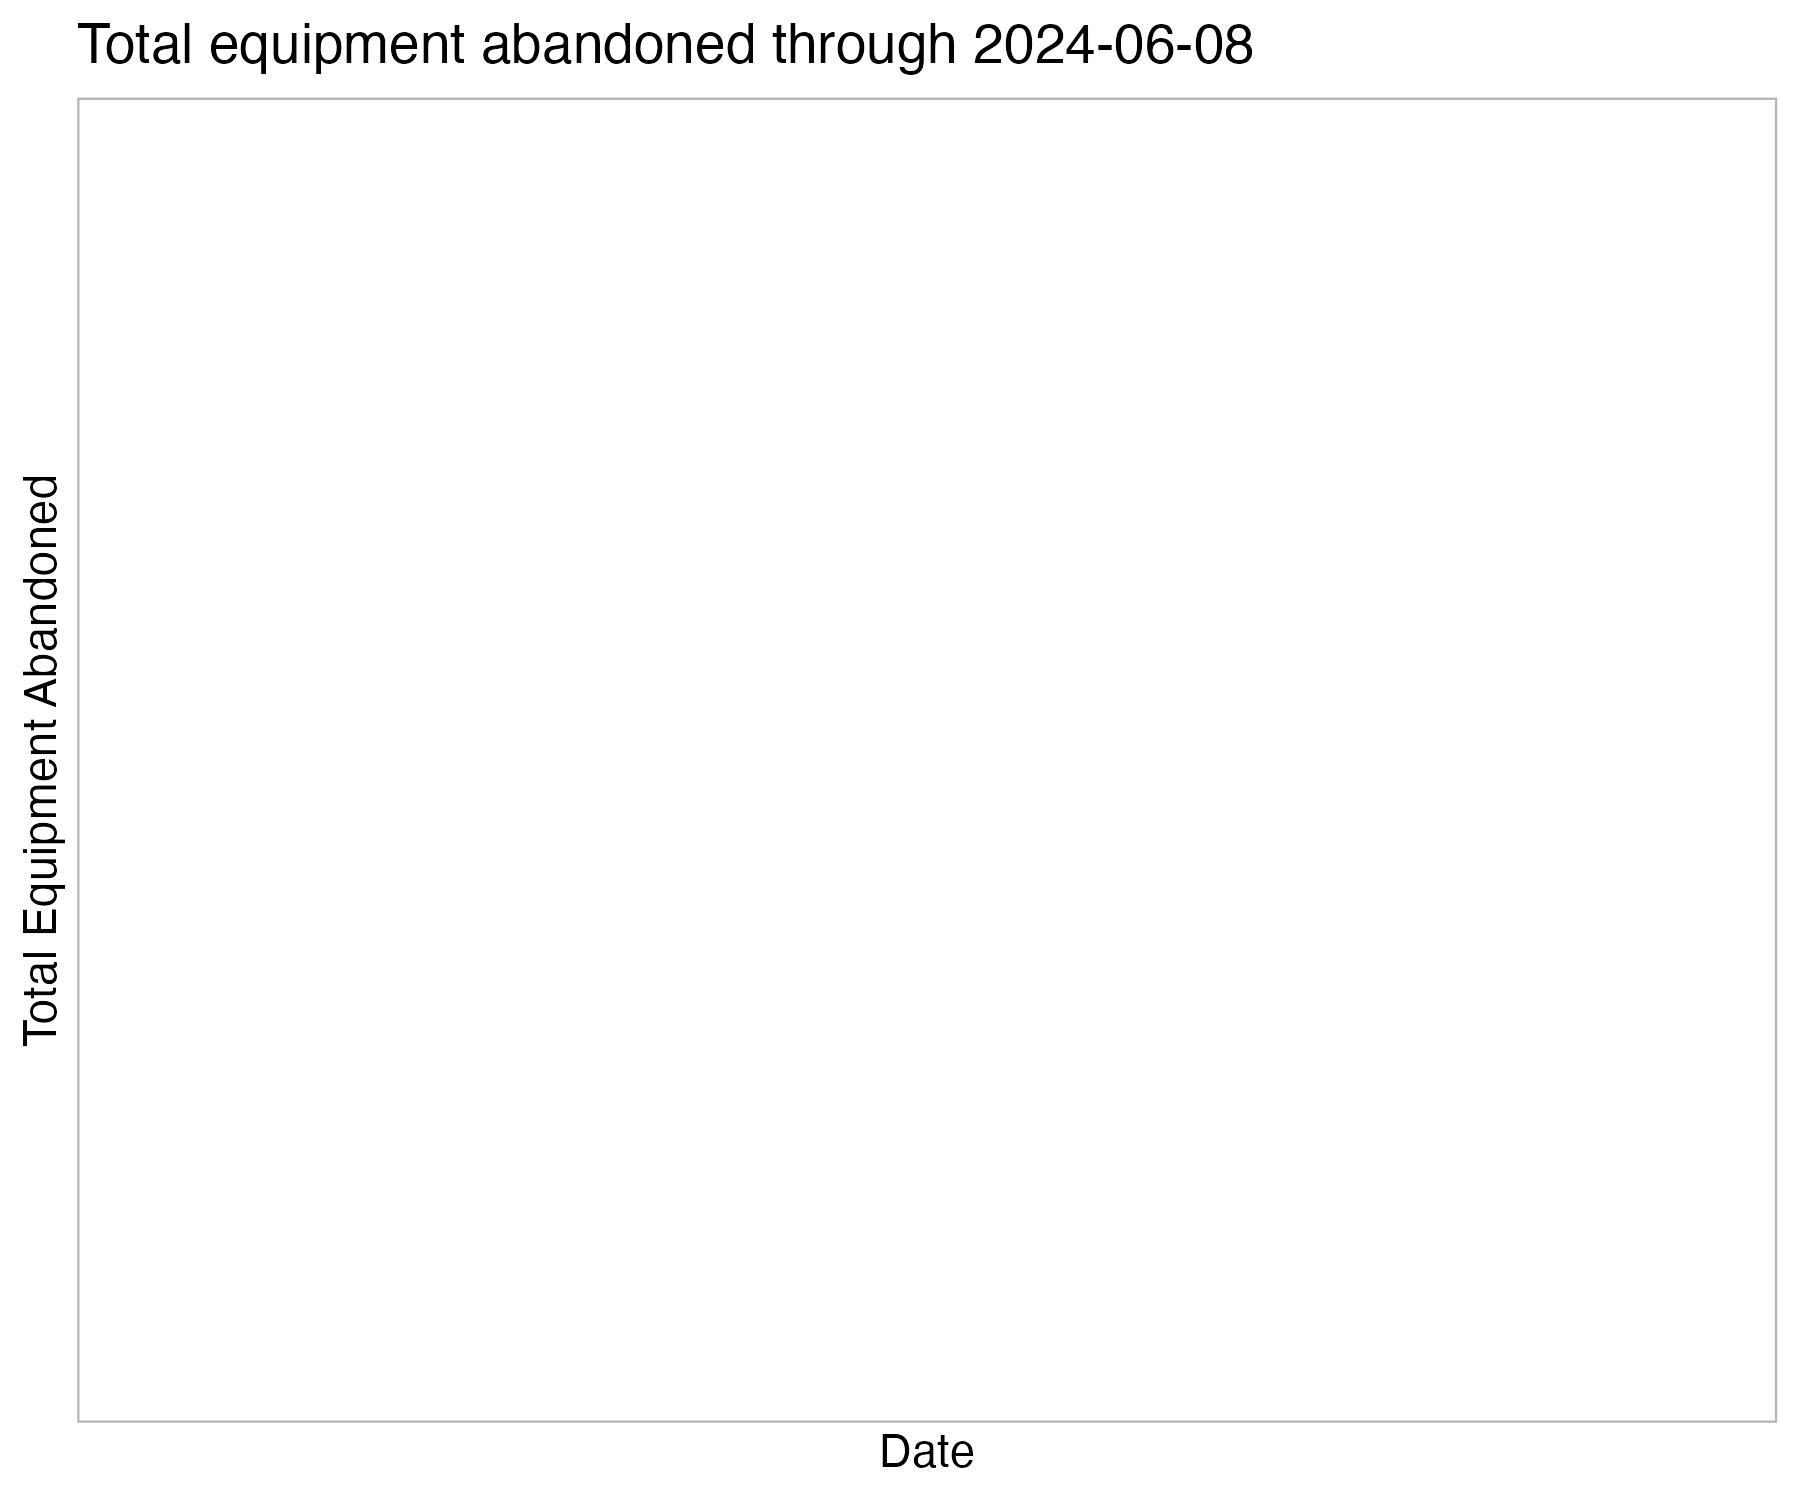 Total equipment abandoned through 2024-06-08
Total Equipment Abandoned
Date